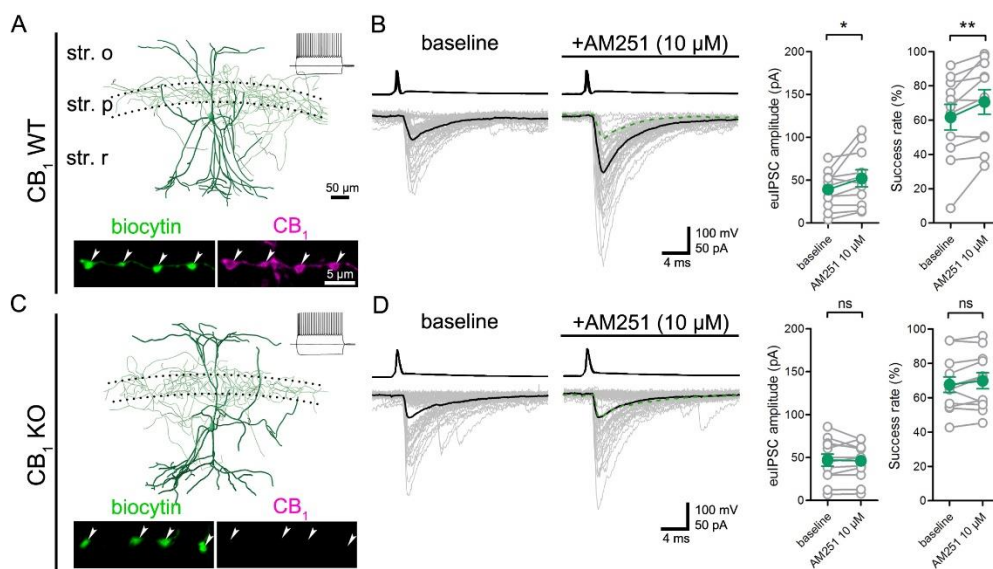 A
CB1 WT
str. o
str. p
str. r
50 µm
biocytin
CB1
5 µm
B
baseline
+AM251 (10 µM)
100 mV
50 pA
4 ms
*
euIPSC amplitude (pA)
200
150
100
50
0
baseline
AM251 10 µM
**
Success rate (%)
100
80
60
40
20
0
baseline
AM251 10 µM
C
CB1 KO
biocytin
CB1
D
baseline
+AM251 (10 µM)
100 mV
50 pA
4 ms
ns
euIPSC amplitude (pA)
200
150
100
50
0
baseline
AM251 10 µM
ns
Success rate (%)
100
80
60
40
20
0
baseline
AM251 10 µM